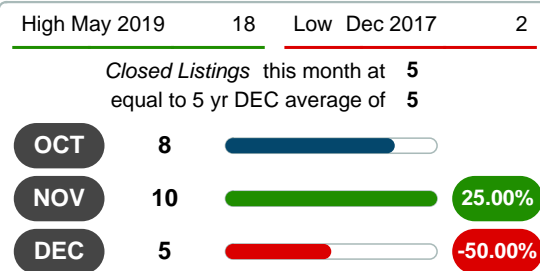 High May 2019 18 Low Dec 2017 2
Closed Listings this month at 5
equal to 5 yr DEC average of 5
OCT 8
NOV 10 25.00%
DEC 5 -50.00%